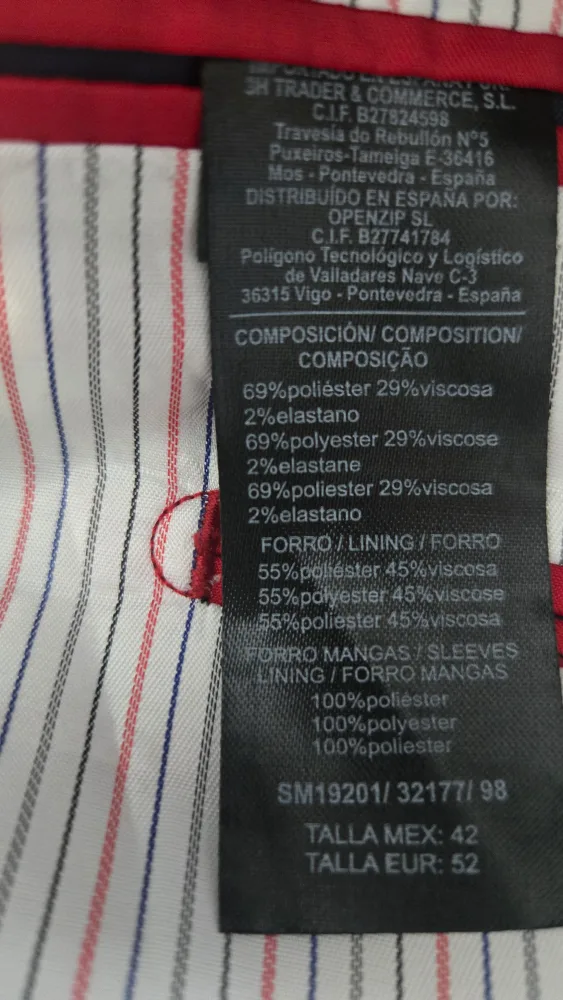 IMPORTADO EN ESPAÑA POR:
SH TRADER & COMMERCE, S.L.
C.I.F. B27824598
Travesía do Rebullón Nº5
Puxeiros-Tameiga E-36416
Mos - Pontevedra - España
DISTRIBUÍDO EN ESPAÑA POR:
OPENZIP SL
C.I.F. B27741784
Polígono Tecnológico y Logístico
de Valladares Nave C-3
36315 Vigo - Pontevedra - España
COMPOSICIÓN/ COMPOSITION/
COMPOSIÇÃO
69%poliéster 29%viscosa
2%elastano
69%polyester 29%viscose
2%elastane
69%poliester 29%viscosa
2%elastano
FORRO / LINING / FORRO
55%poliéster 45%viscosa
55%polyester 45%viscose
55%poliester 45%viscosa
FORRO MANGAS / SLEEVES
LINING / FORRO MANGAS
100%poliéster
100%polyester
100%poliester
SM19201/ 32177/ 98
TALLA MEX: 42
TALLA EUR: 52